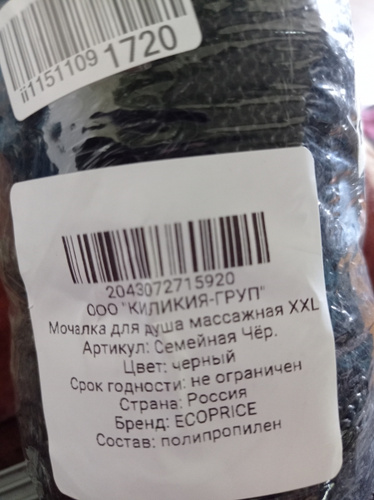 ii1151109 1720
2043072715920
ООО "КИЛИКИЯ-ГРУП"
Мочалка для душа массажная XXL
Артикул: Семейная Чёр.
Цвет: черный
Срок годности: не ограничен
Страна: Россия
Бренд: ECOPRICE
Состав: полипропилен